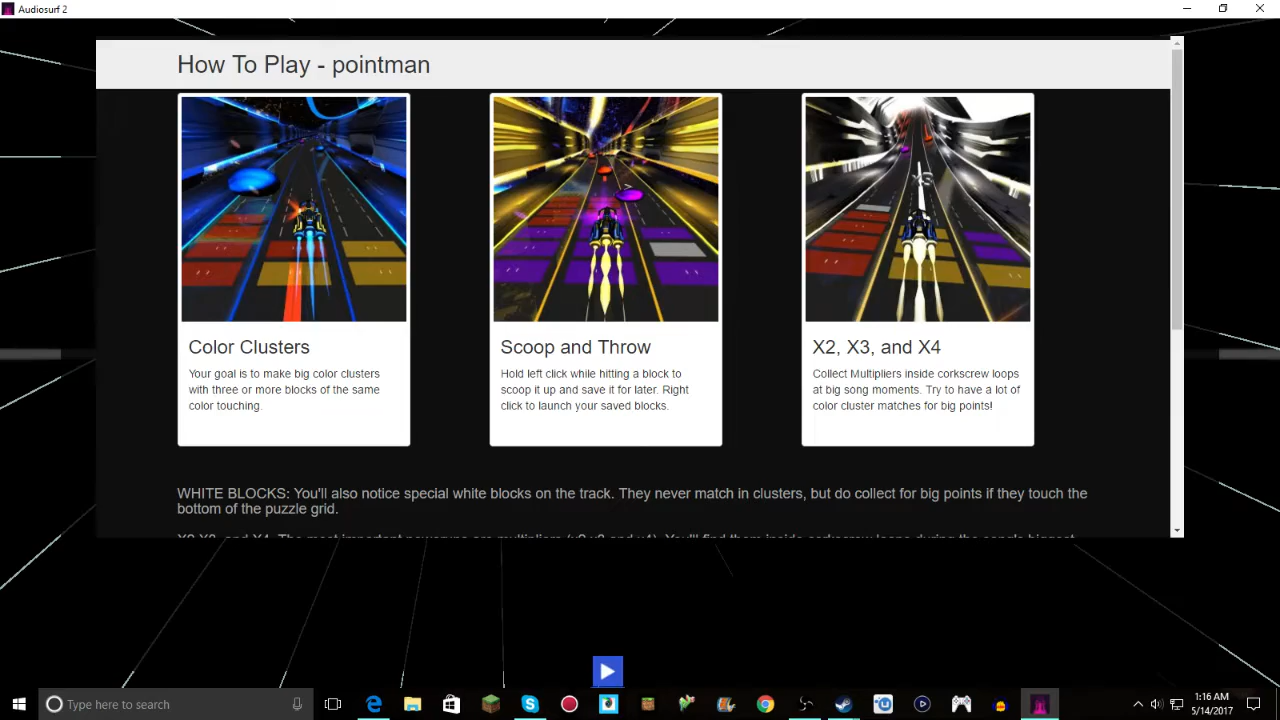 Audiosurf 2
How To Play - pointman
X5
Color Clusters
Your goal is to make big color clusters
with three or more blocks of the same
color touching.
Scoop and Throw
Hold left click while hitting a block to
scoop it up and save it for later. Right
click to launch your saved blocks.
X2, X3, and X4
Collect Multipliers inside corkscrew loops
at big song moments. Try to have a lot of
color cluster matches for big points!
WHITE BLOCKS: You'll also notice special white blocks on the track. They never match in clusters, but do collect for big points if they touch the
bottom of the puzzle grid.
Type here to search
1:16 AM
5/14/2017